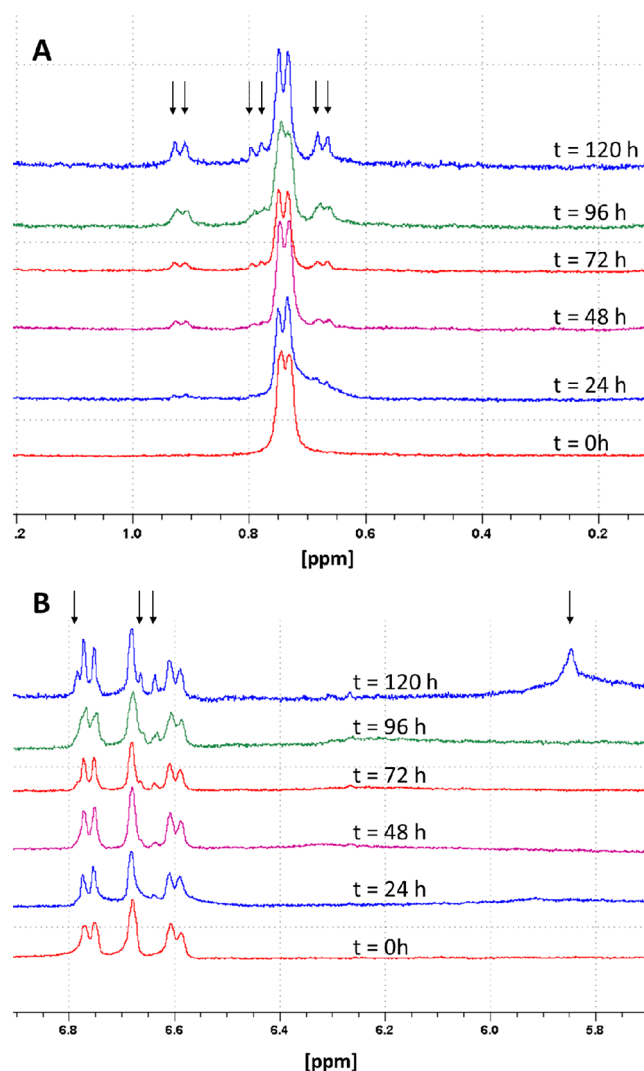 A
t = 120 h
t = 96 h
t = 72 h
t = 48 h
t = 24 h
t = 0h
.2 1.0 0.8 0.6 0.4 0.2
[ppm]
B
t = 120 h
t = 96 h
t = 72 h
t = 48 h
t = 24 h
t = 0h
6.8 6.6 6.4 6.2 6.0 5.8
[ppm]